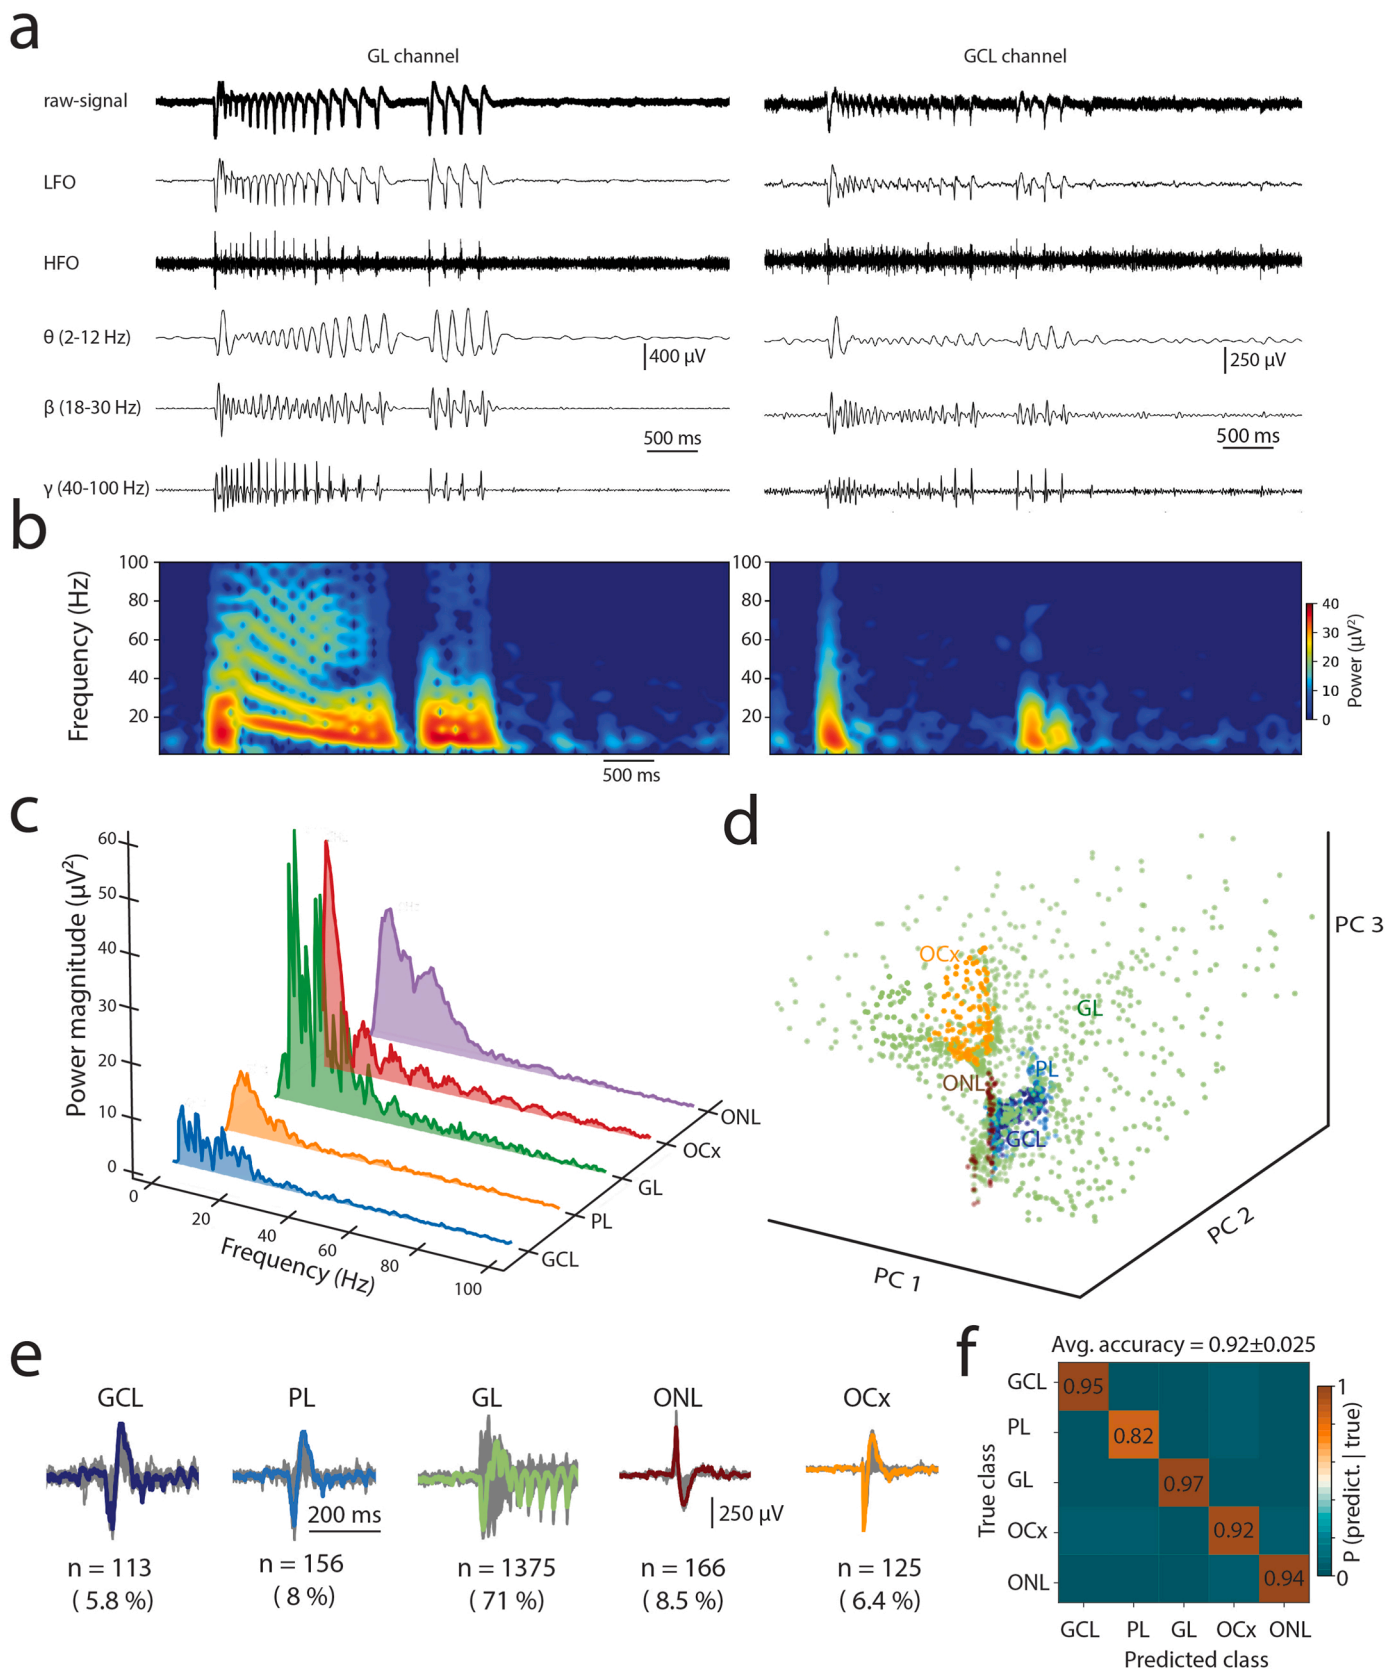 a
GL channel
GCL channel
raw-signal
LFO
HFO
θ (2-12 Hz)
400 µV
250 µV
β (18-30 Hz)
500 ms
500 ms
γ (40-100 Hz)
b
Frequency (Hz)
100
80
60
40
20
100
80
60
40
20
500 ms
40
30
20
10
0
Power (µV²)
c
Power magnitude (µV²)
60
50
40
30
20
10
0
0
20
40
60
80
100
Frequency (Hz)
ONL
OCx
GL
PL
GCL
d
OCx
GL
PL
ONL
GCL
PC 3
PC 2
PC 1
e
GCL
PL
GL
ONL
OCx
200 ms
250 µV
n = 113
( 5.8 %)
n = 156
( 8 %)
n = 1375
( 71 %)
n = 166
( 8.5 %)
n = 125
( 6.4 %)
f
Avg. accuracy = 0.92±0.025
True class
GCL
PL
GL
OCx
ONL
0.95
0.82
0.97
0.92
0.94
GCL
PL
GL
OCx
ONL
Predicted class
1
0
P (predict. | true)